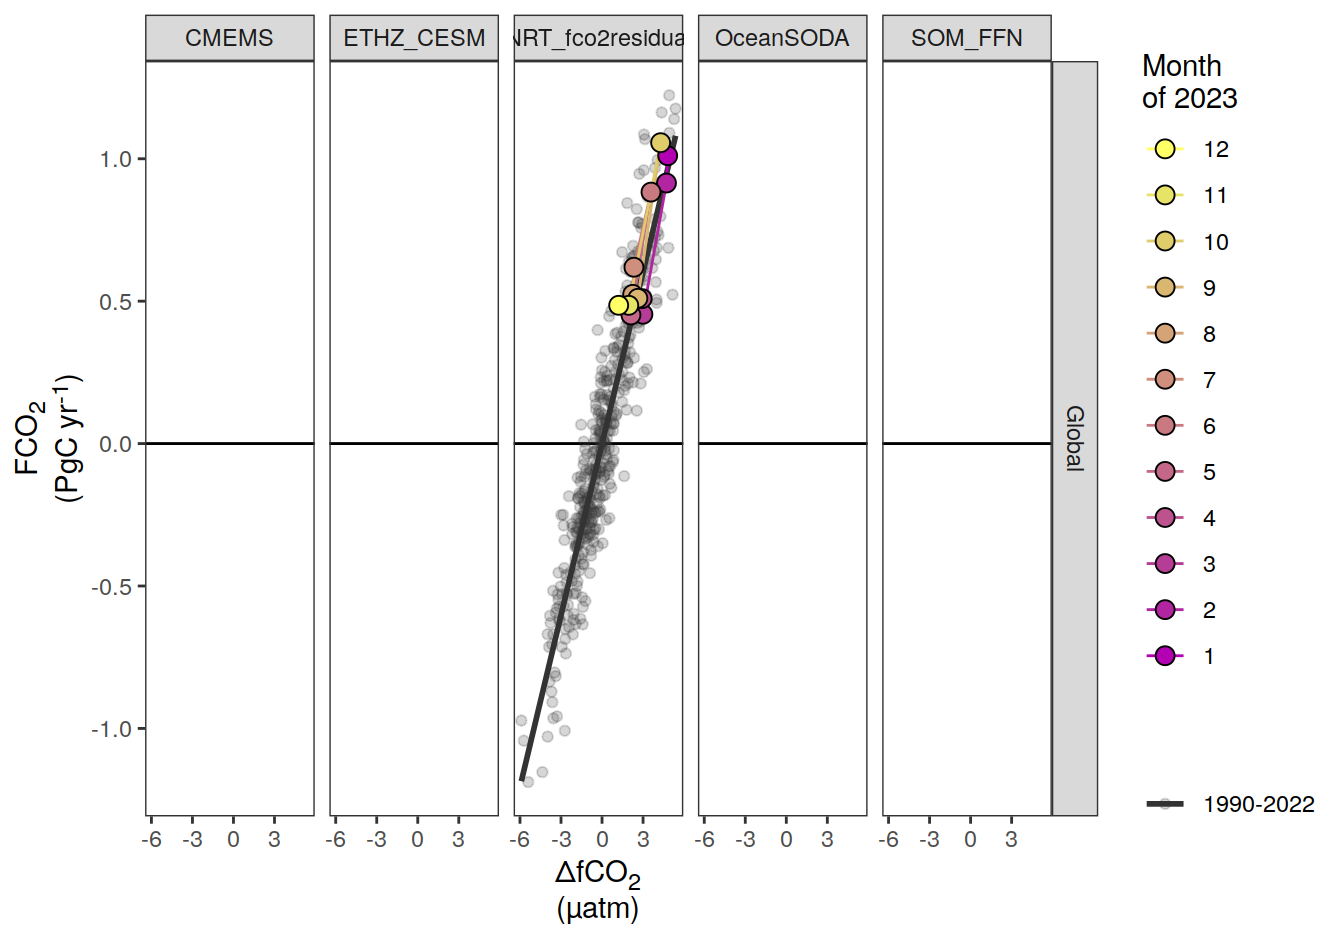 CMEMS
ETHZ_CESM
NRT_fco2residua
OceanSODA
SOM_FFN
Global
1.0
0.5
0.0
-0.5
-1.0
FCO2
(PgC yr-1)
-6 -3 0 3
-6 -3 0 3
-6 -3 0 3
-6 -3 0 3
-6 -3 0 3
ΔfCO2
(µatm)
Month
of 2023
12
11
10
9
8
7
6
5
4
3
2
1
1990-2022